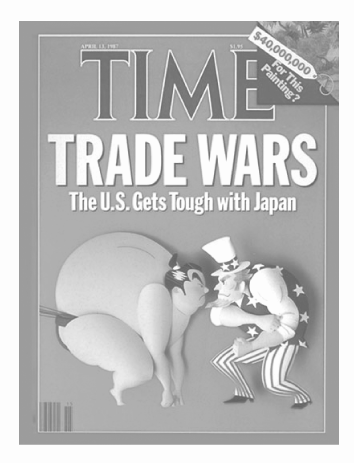 APRIL 13, 1987 $1.95
TIME
$40,000,000
For This
Painting?
TRADE WARS
The U.S. Gets Tough with Japan